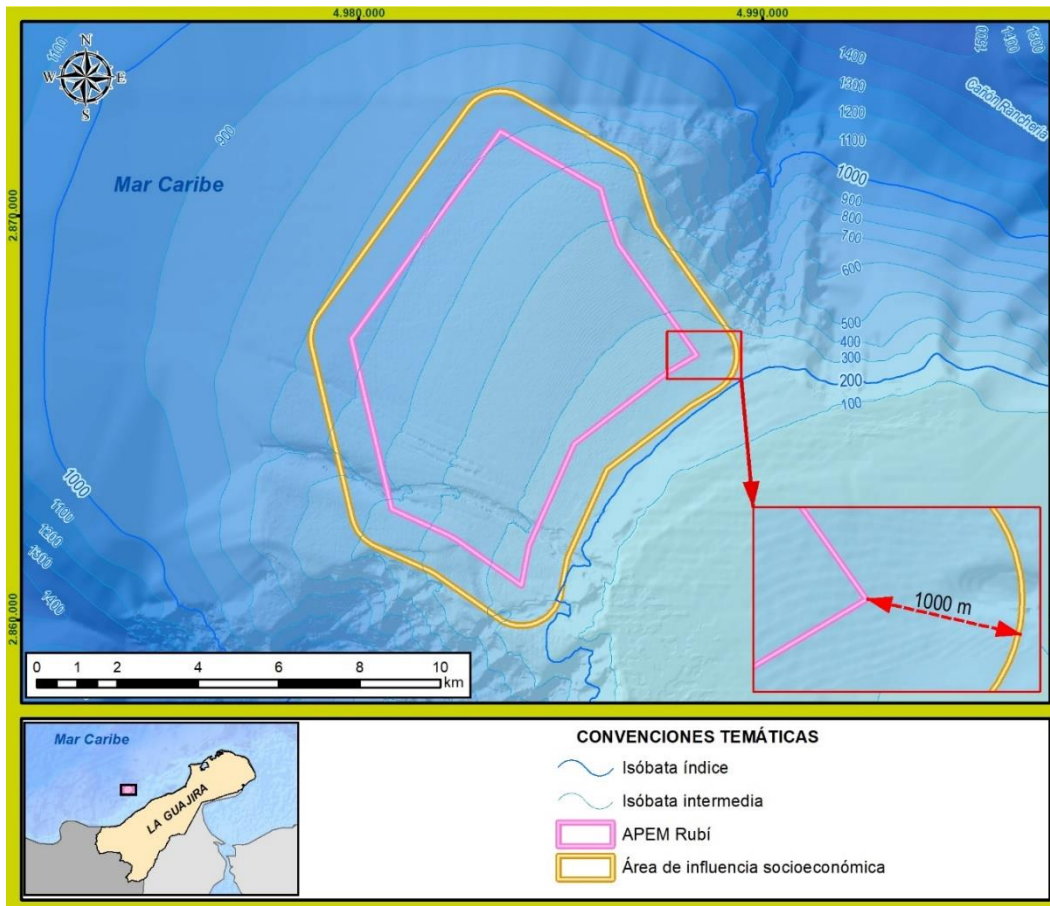 4.980.000
4.990.000
2.870.000
2.860.000
N
W E
S
Mar Caribe
Cañón Ranchería
1100
900
1400
1300
1200
1100
1000
900
800
700
600
500
400
300
200
100
1500
1400
1300
1000
1100
1200
1300
1400
1000 m
0 1 2 4 6 8 10
km
Mar Caribe
LA GUAJIRA
CONVENCIONES TEMÁTICAS
Isóbata índice
Isóbata intermedia
APEM Rubí
Área de influencia socioeconómica